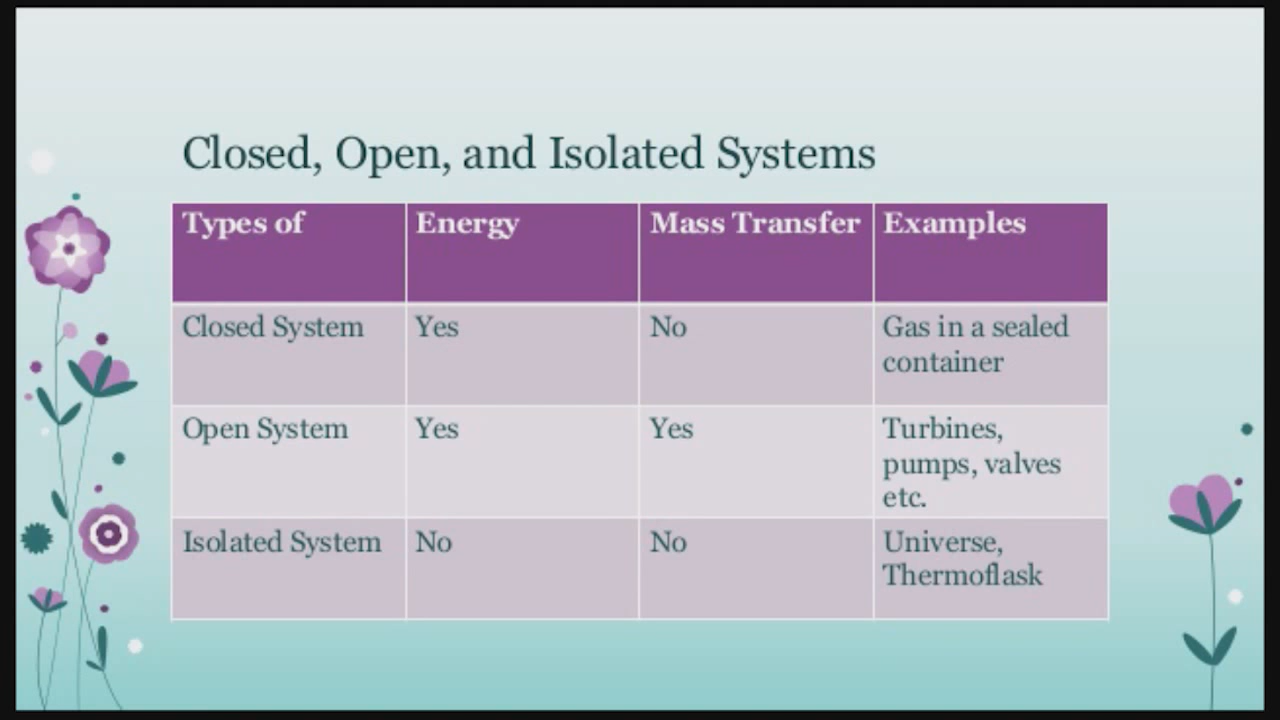 Closed, Open, and Isolated Systems
Types of
Energy
Mass Transfer
Examples
Closed System
Yes
No
Gas in a sealed
container
Open System
Yes
Yes
Turbines,
pumps, valves
etc.
Isolated System
No
No
Universe,
Thermoflask